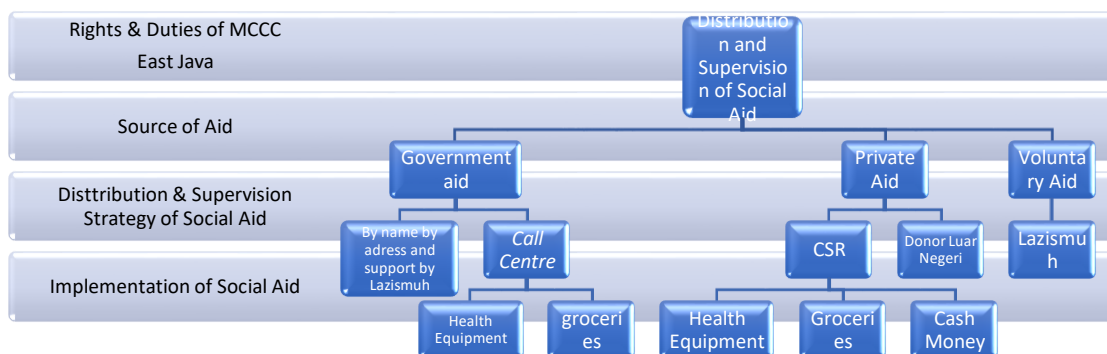 Rights & Duties of MCCC
East Java
Distributio
n and
Supervisio
n of Social
Aid
Source of Aid
Government
aid
Private
Aid
Volunta
ry Aid
Disttribution & Supervision
Strategy of Social Aid
By name by
adress and
support by
Lazismuh
Call
Centre
CSR
Donor Luar
Negeri
Lazismu
h
Implementation of Social Aid
Health
Equipment
groceri
es
Health
Equipment
Groceri
es
Cash
Money